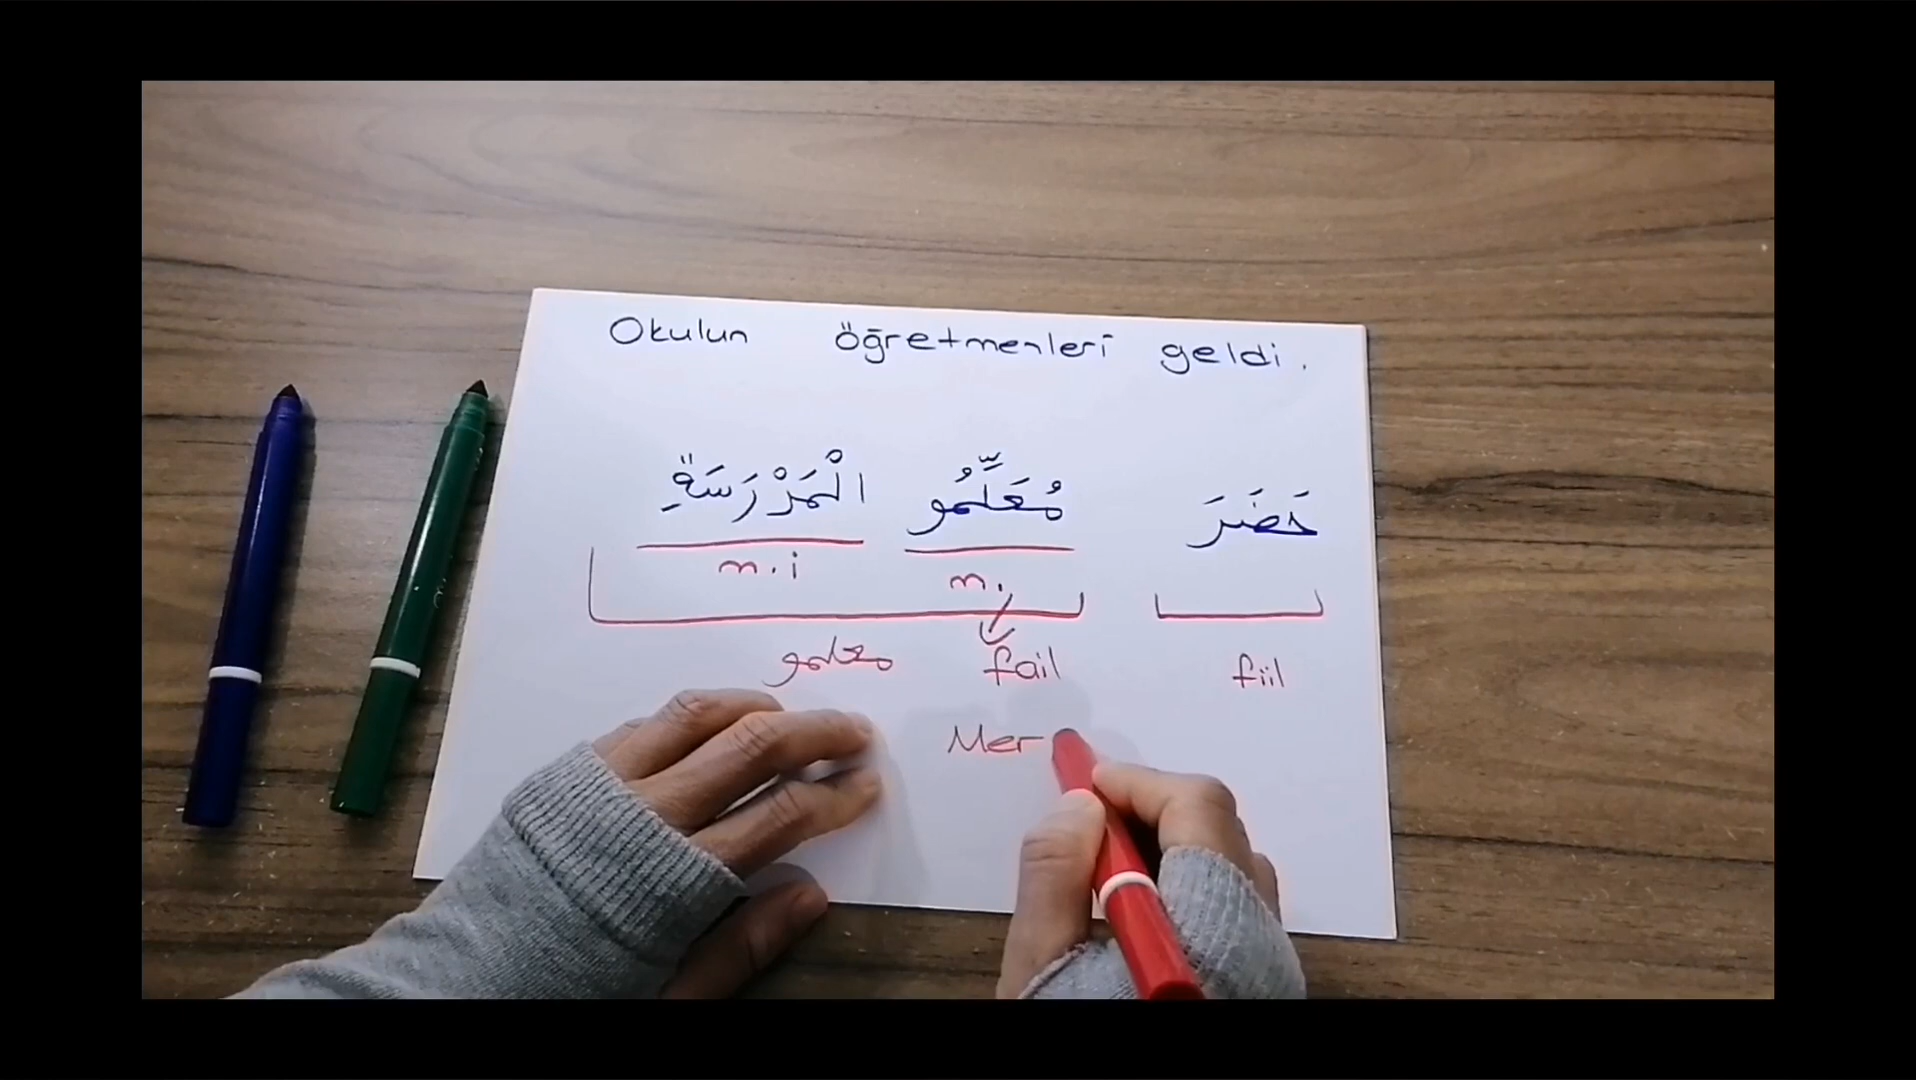 Okulun öğretmenleri geldi.
حَضَرَ مُعَلِّمُو الْمَدْرَسَةِ
m. m.i
fiil fail معلمو
Mer